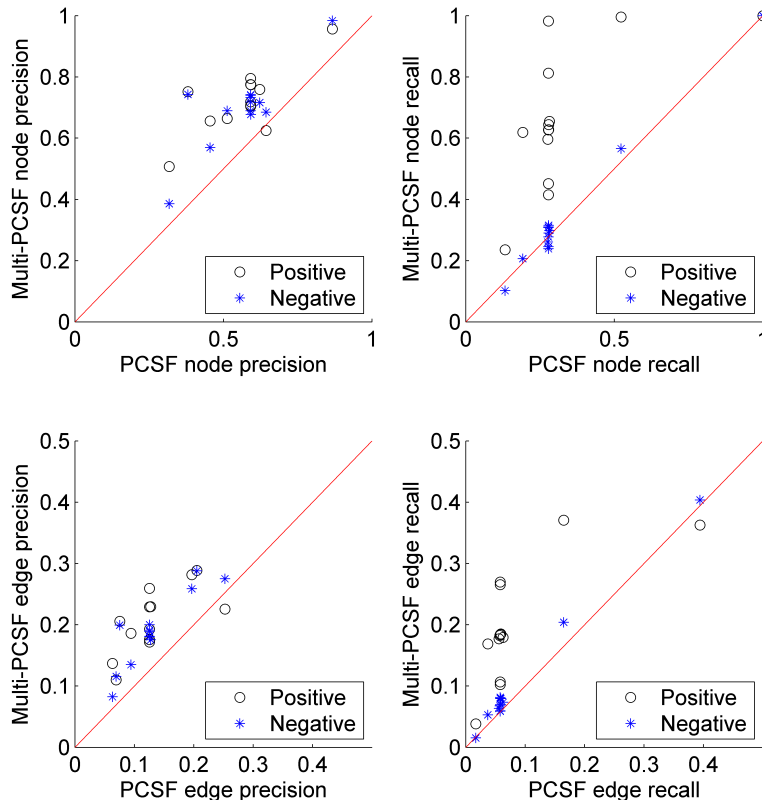 1
0.8
0.6
0.4
0.2
0
Multi-PCSF node precision
Positive
Negative
0 0.5 1
PCSF node precision
1
0.8
0.6
0.4
0.2
0
Multi-PCSF node recall
Positive
Negative
0 0.5 1
PCSF node recall
0.5
0.4
0.3
0.2
0.1
0
Multi-PCSF edge precision
Positive
Negative
0 0.1 0.2 0.3 0.4
PCSF edge precision
0.5
0.4
0.3
0.2
0.1
0
Multi-PCSF edge recall
Positive
Negative
0 0.1 0.2 0.3 0.4
PCSF edge recall